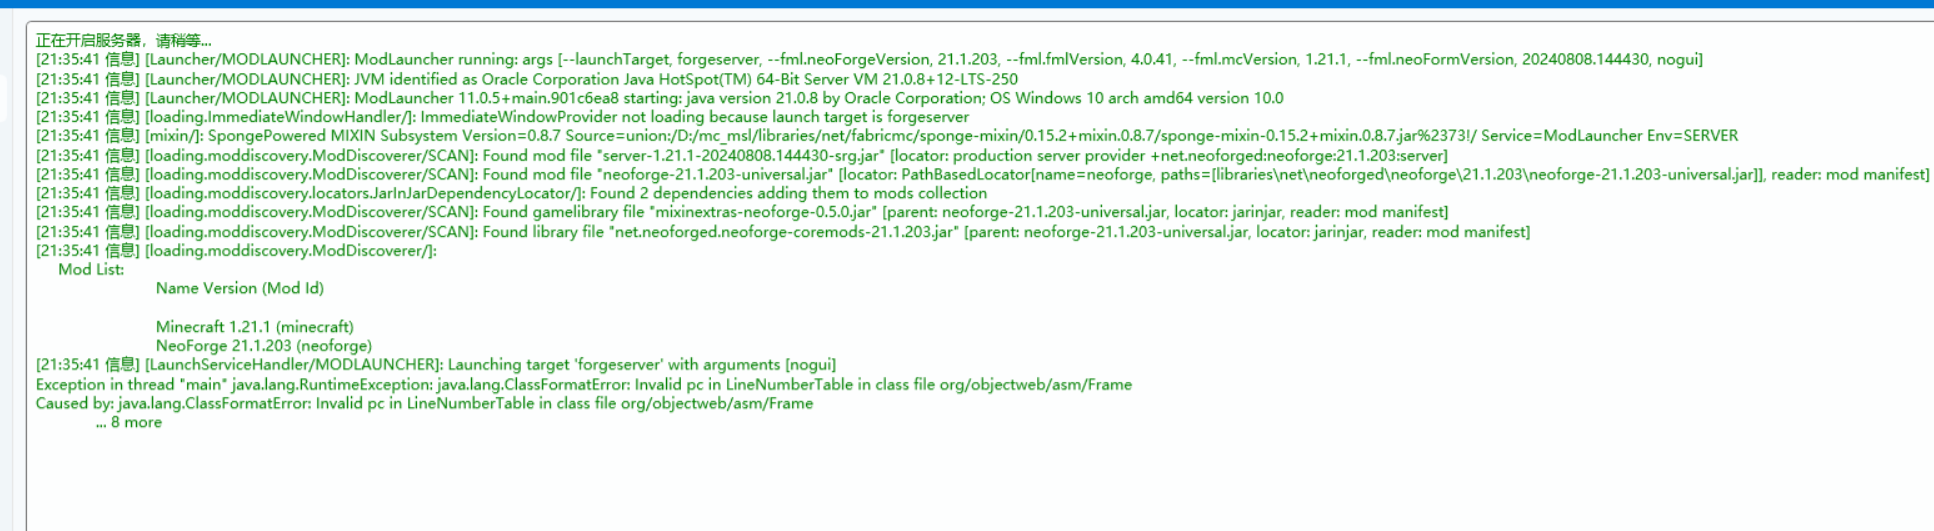 正在开启服务器，请稍等...
[21:35:41 信息] [Launcher/MODLAUNCHER]: ModLauncher running: args [--launchTarget, forgeserver, --fml.neoForgeVersion, 21.1.203, --fml.fmlVersion, 4.0.41, --fml.mcVersion, 1.21.1, --fml.neoFormVersion, 20240808.144430, nogui]
[21:35:41 信息] [Launcher/MODLAUNCHER]: JVM identified as Oracle Corporation Java HotSpot(TM) 64-Bit Server VM 21.0.8+12-LTS-250
[21:35:41 信息] [Launcher/MODLAUNCHER]: ModLauncher 11.0.5+main.901c6ea8 starting: java version 21.0.8 by Oracle Corporation; OS Windows 10 arch amd64 version 10.0
[21:35:41 信息] [loading.ImmediateWindowHandler/]: ImmediateWindowProvider not loading because launch target is forgeserver
[21:35:41 信息] [mixin/]: SpongePowered MIXIN Subsystem Version=0.8.7 Source=union:/D:/mc_msl/libraries/net/fabricmc/sponge-mixin/0.15.2+mixin.0.8.7/sponge-mixin-0.15.2+mixin.0.8.7.jar%2373!/ Service=ModLauncher Env=SERVER
[21:35:41 信息] [loading.moddiscovery.ModDiscoverer/SCAN]: Found mod file "server-1.21.1-20240808.144430-srg.jar" [locator: production server provider +net.neoforged:neoforge:21.1.203:server]
[21:35:41 信息] [loading.moddiscovery.ModDiscoverer/SCAN]: Found mod file "neoforge-21.1.203-universal.jar" [locator: PathBasedLocator[name=neoforge, paths=[libraries\net\neoforged\neoforge\21.1.203\neoforge-21.1.203-universal.jar]], reader: mod manifest]
[21:35:41 信息] [loading.moddiscovery.locators.JarInJarDependencyLocator/]: Found 2 dependencies adding them to mods collection
[21:35:41 信息] [loading.moddiscovery.ModDiscoverer/SCAN]: Found gamelibrary file "mixinextras-neoforge-0.5.0.jar" [parent: neoforge-21.1.203-universal.jar, locator: jarinjar, reader: mod manifest]
[21:35:41 信息] [loading.moddiscovery.ModDiscoverer/SCAN]: Found library file "net.neoforged.neoforge-coremods-21.1.203.jar" [parent: neoforge-21.1.203-universal.jar, locator: jarinjar, reader: mod manifest]
[21:35:41 信息] [loading.moddiscovery.ModDiscoverer/]:
Mod List:
Name Version (Mod Id)
Minecraft 1.21.1 (minecraft)
NeoForge 21.1.203 (neoforge)
[21:35:41 信息] [LaunchServiceHandler/MODLAUNCHER]: Launching target 'forgeserver' with arguments [nogui]
Exception in thread "main" java.lang.RuntimeException: java.lang.ClassFormatError: Invalid pc in LineNumberTable in class file org/objectweb/asm/Frame
Caused by: java.lang.ClassFormatError: Invalid pc in LineNumberTable in class file org/objectweb/asm/Frame
... 8 more